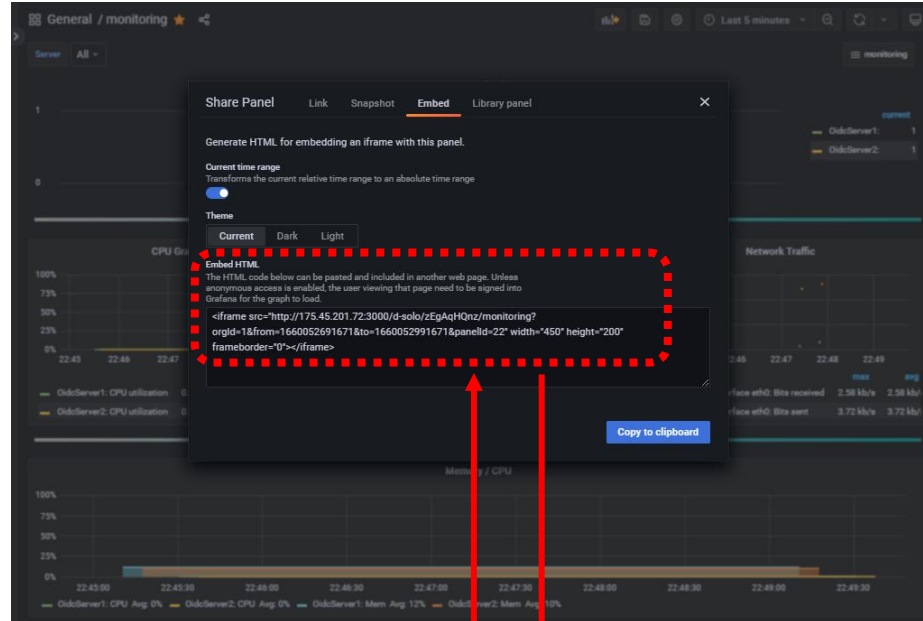 General / monitoring
Last 5 minutes
Server All
monitoring
Share Panel Link Snapshot Embed Library panel
Generate HTML for embedding an iframe with this panel.
Current time range
Transforms the current relative time range to an absolute time range
Theme
Current Dark Light
Embed HTML
The HTML code below can be pasted and included in another web page. Unless
anonymous access is enabled, the user viewing that page need to be signed into
Grafana for the graph to load.
<iframe src="http://175.45.201.72:3000/d-solo/zEgAqHQnz/monitoring?
orgId=1&from=1660052691671&to=1660052991671&panelId=22" width="450" height="200"
frameborder="0"></iframe>
Copy to clipboard
1
0
current
OidcServer1: 1
OidcServer2: 1
CPU Gra
100%
75%
50%
25%
0%
22:45 22:46 22:47
OidcServer1: CPU utilization 0
OidcServer2: CPU utilization 0
Network Traffic
2:46 22:47 22:48 22:49
max avg
rface eth0: Bits received 2.58 kb/s 2.58 kb/
rface eth0: Bits sent 3.72 kb/s 3.72 kb/
Memory / CPU
100%
75%
50%
25%
0%
22:45:00 22:45:30 22:46:00 22:46:30 22:47:00 22:47:30 22:48:00 22:48:30 22:49:00 22:49:30
OidcServer1: CPU Avg: 0% OidcServer2: CPU Avg: 0% OidcServer1: Mem Avg: 12% OidcServer2: Mem Avg: 10%